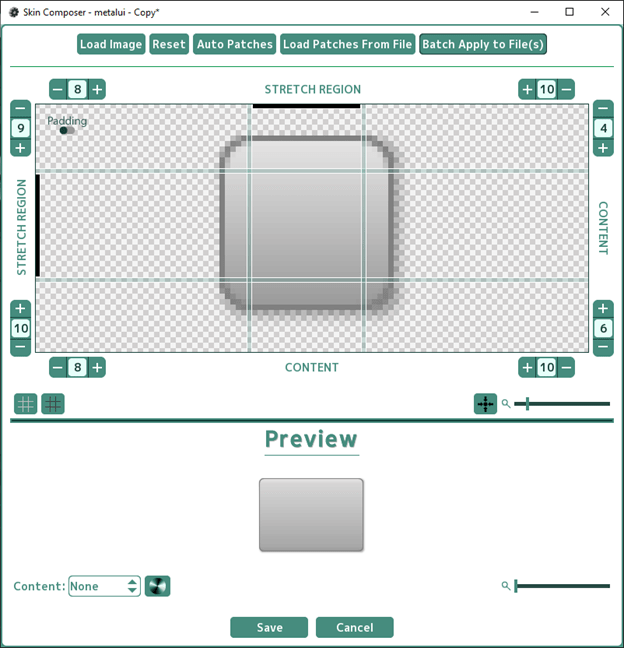 Skin Composer - metalui - Copy*
Load Image Reset Auto Patches Load Patches From File Batch Apply to File(s)
8 STRETCH REGION 10
Padding
9 4
STRETCH REGION CONTENT
10 6
8 CONTENT 10
Preview
Content: None
Save Cancel